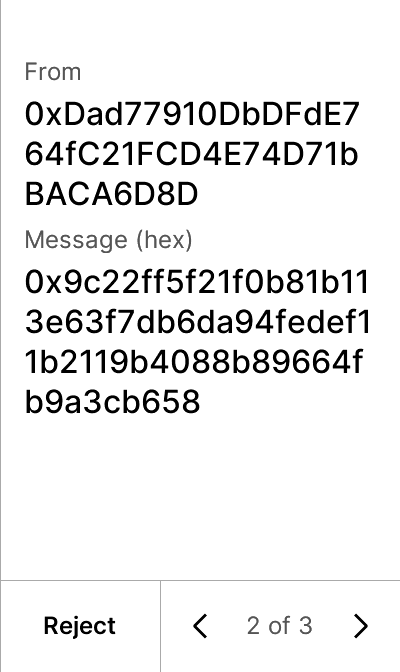 From
0xDad77910DbDFdE7
64fC21FCD4E74D71b
BACA6D8D
Message (hex)
0x9c22ff5f21f0b81b11
3e63f7db6da94fedef1
1b2119b4088b89664f
b9a3cb658
Reject
2 of 3